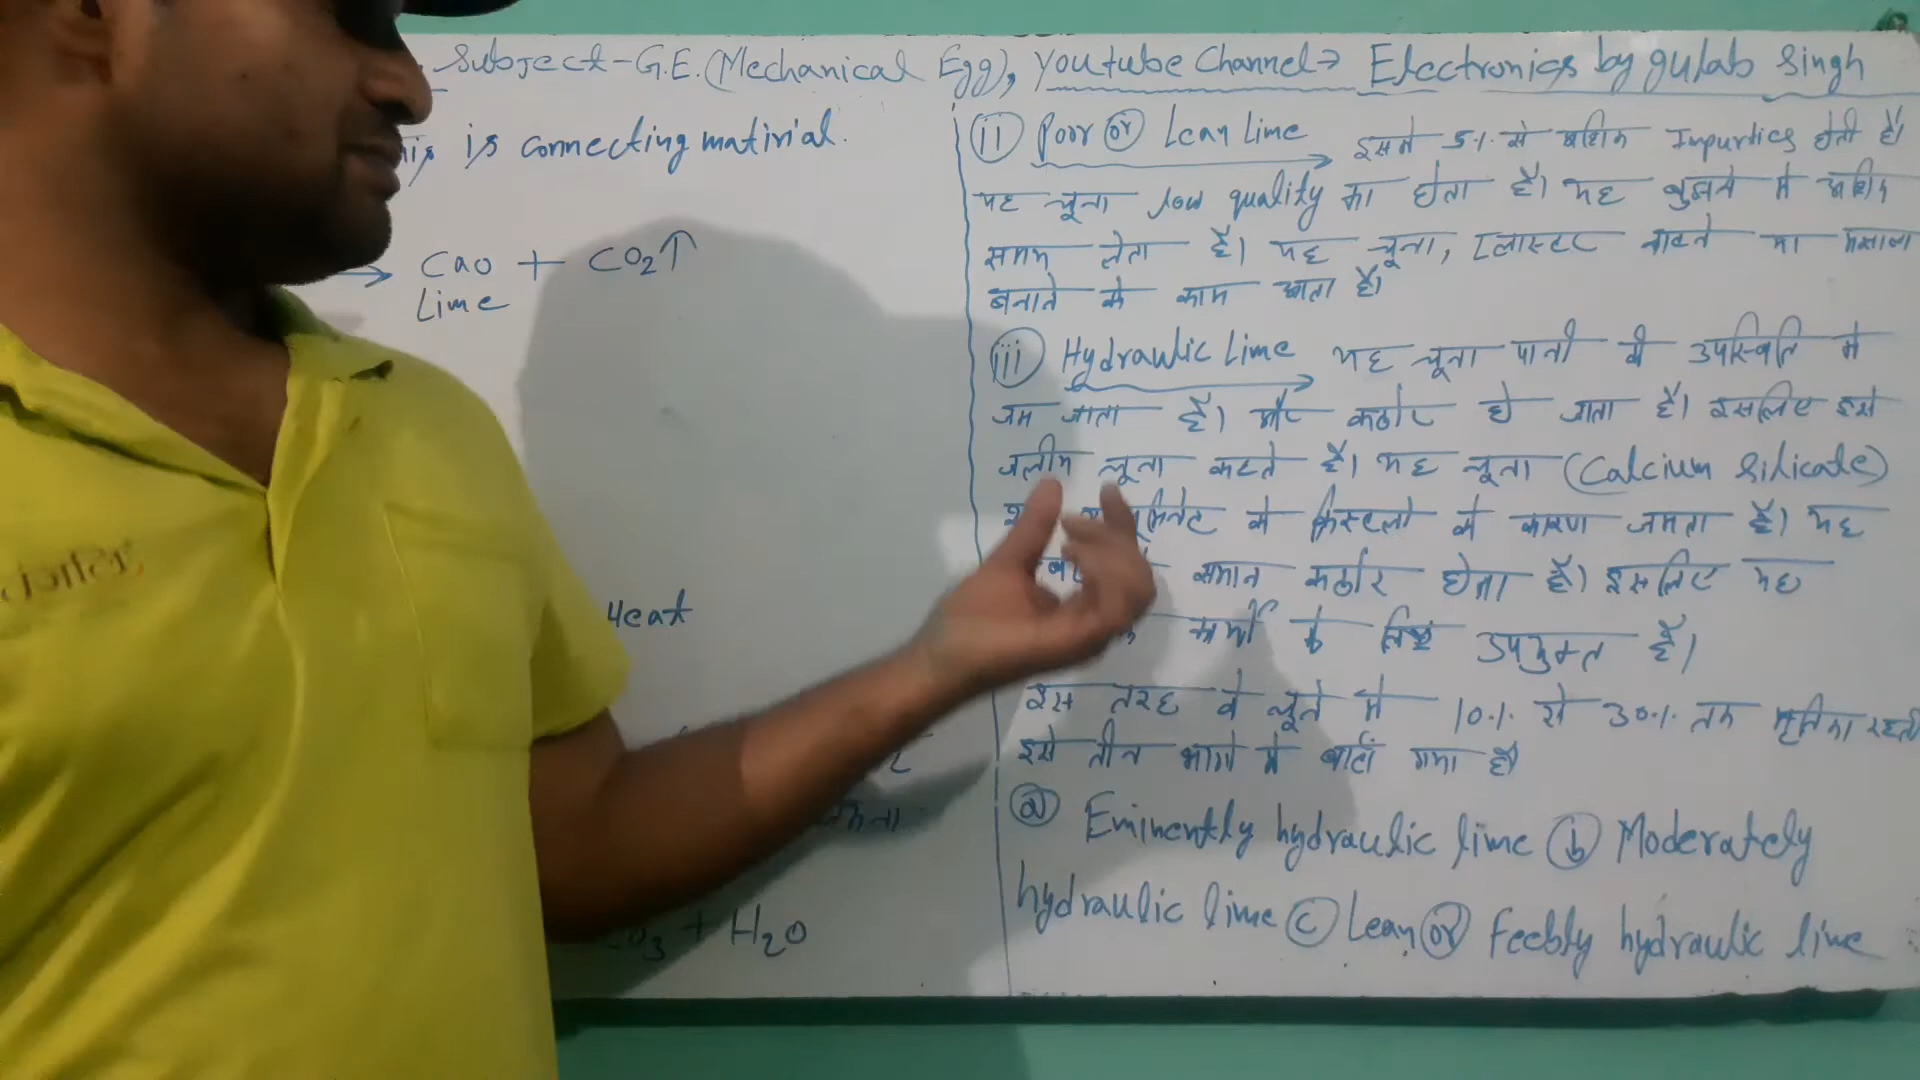 Subject-G.E.(Mechanical Egg), Youtube Channel→ Electronics by gulab Singh
is connecting matirial.
→ Cao + CO2↑
Lime
Heat
+ H2O
(ii) Poor (or) Lean Lime → इसमे 5% से अधिक Impurtics होती है।
यह चूना low quality का होता है। यह बुझने मे अधिक
समय लेता है। यह चूना, प्लास्टर का मसाला
बनाने के काम आता है।
(iii) Hydraulic Lime → यह चूना पानी की उपस्थिति मे
जम जाता है। और कठोर हो जाता है। इसलिए इसे
जलीय चूना कहते है। यह चूना (Calcium Silicate)
के क्रिस्टलो के कारण जमता है। यह
समान कठोर होता है। इसलिए यह
कार्यो के लिए उपयुक्त है।
इस तरह के चूने मे 10% से 30% तक मृतिका रहती
इसे तीन भागो मे बाटाँ गया है।
(a) Eminently hydraulic lime (b) Moderately
hydraulic lime (c) Lean (or) Feebly hydraulic lime